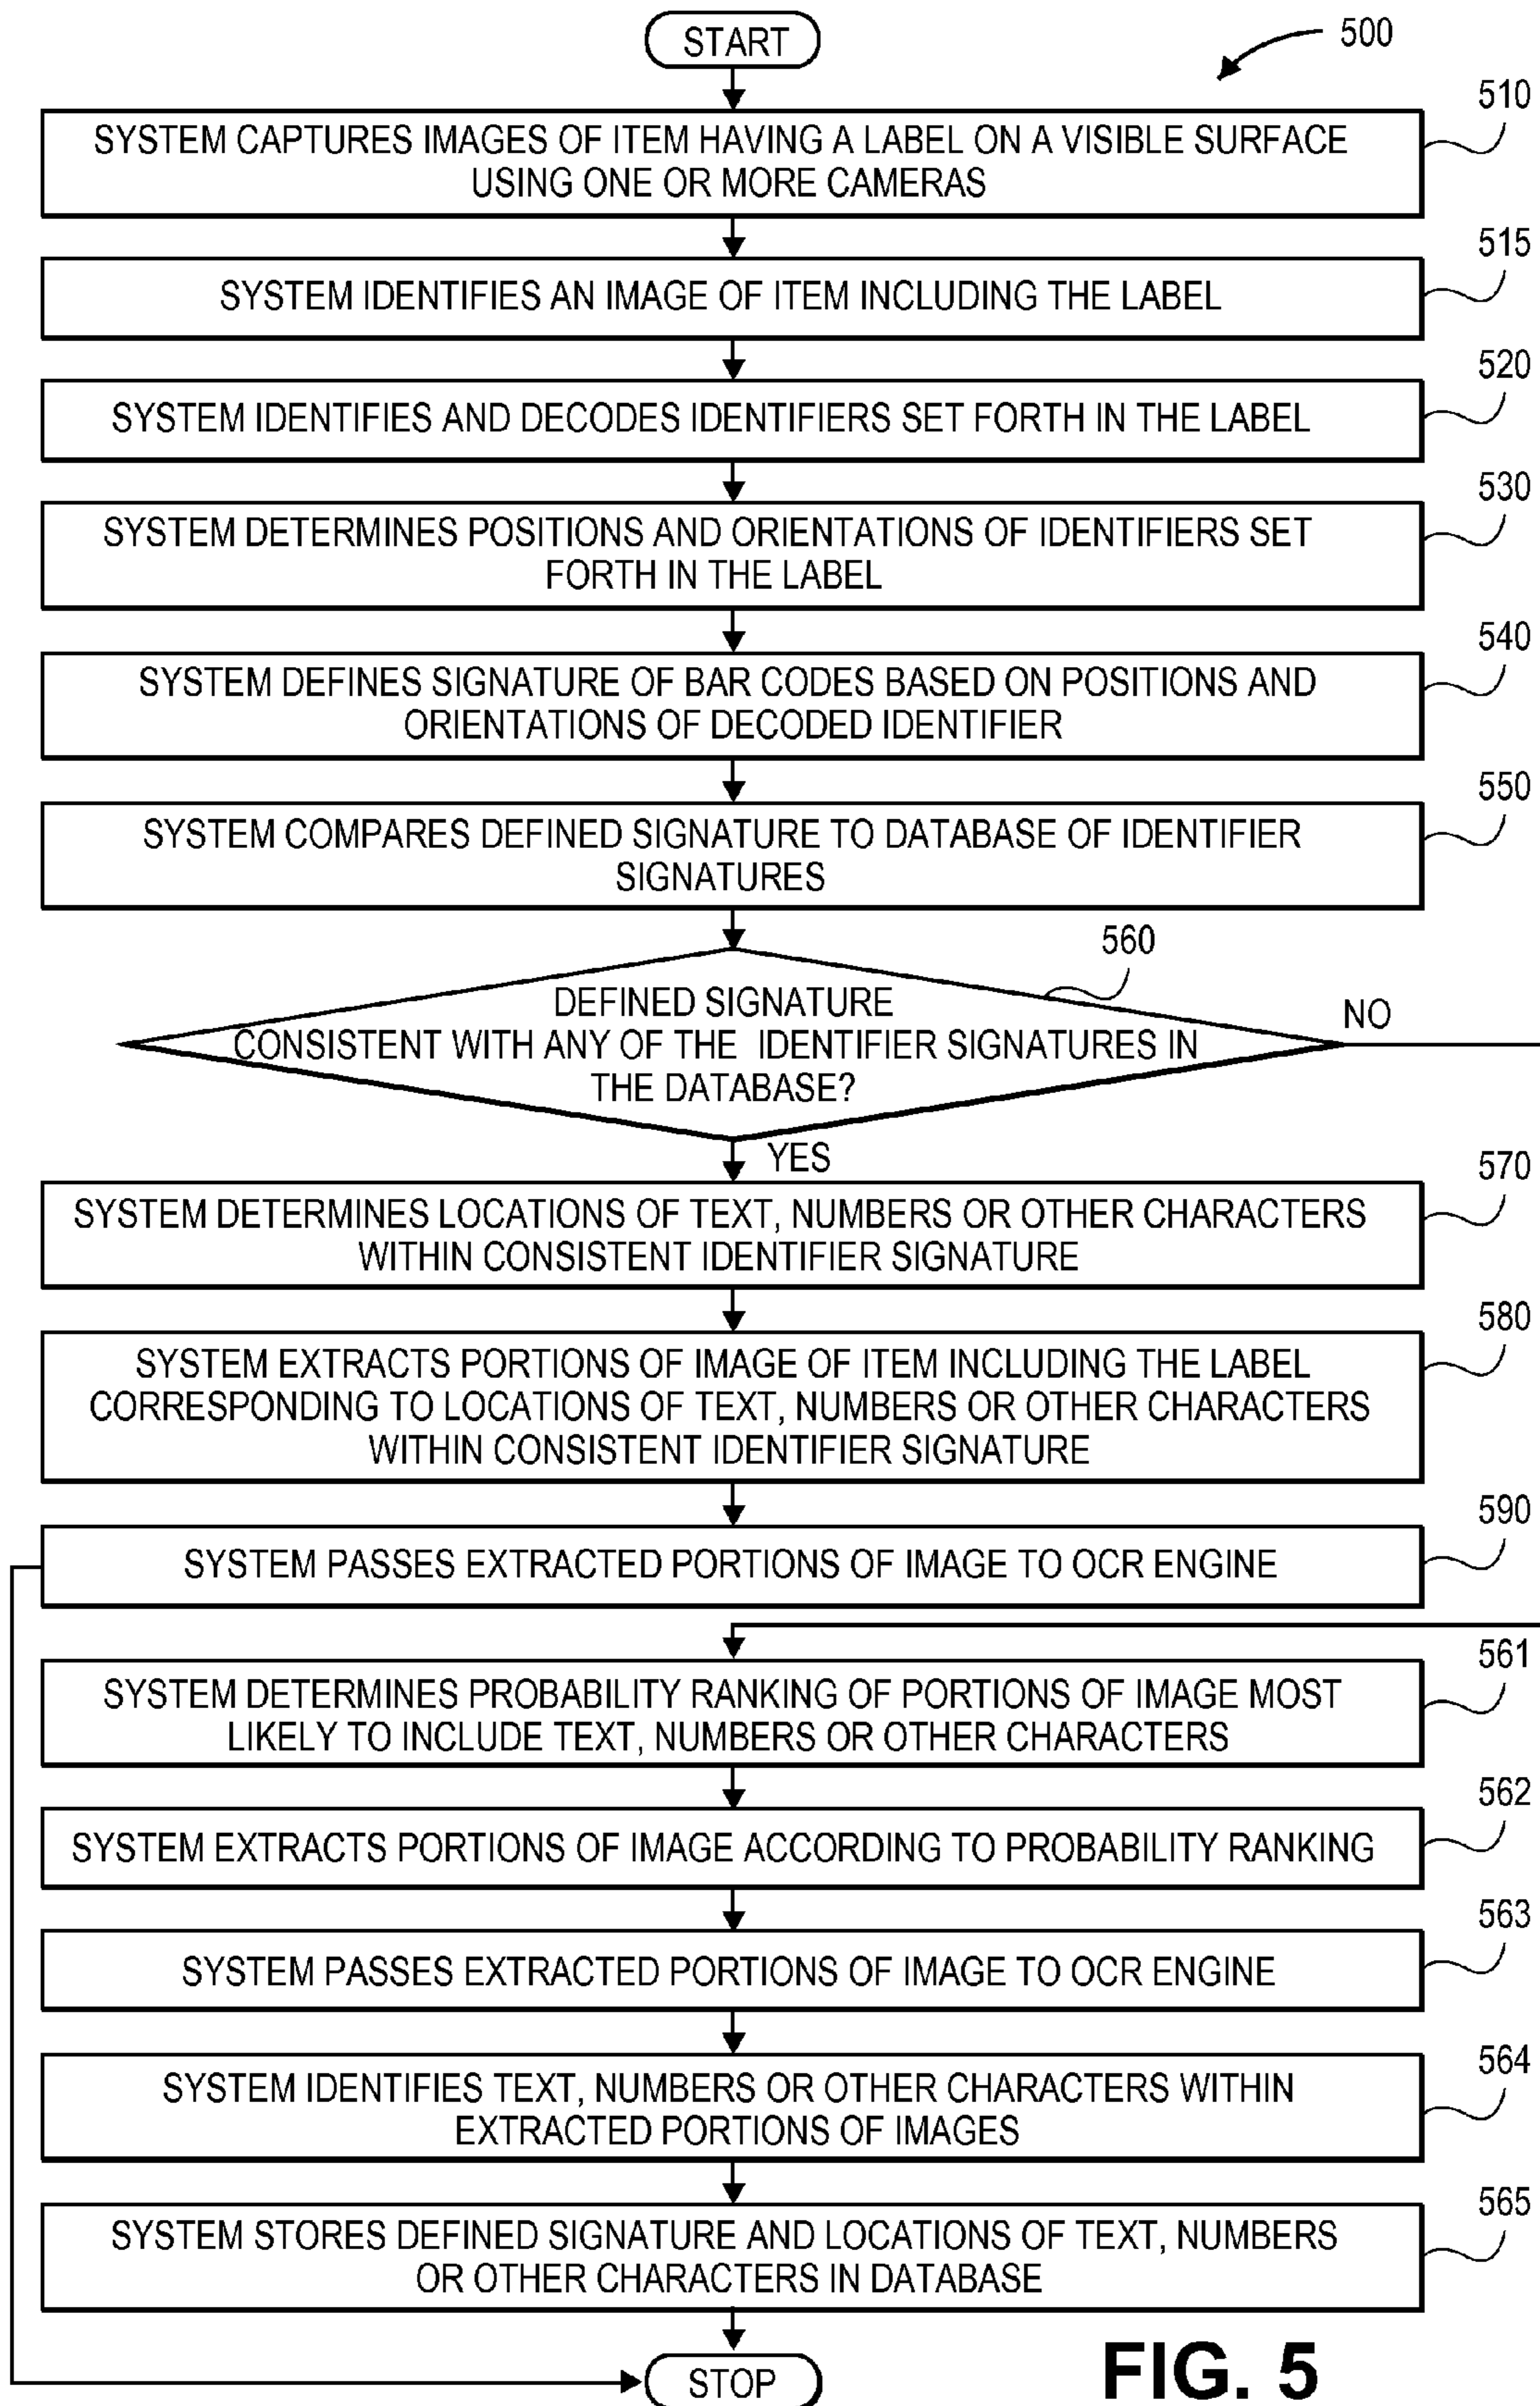 START
500
SYSTEM CAPTURES IMAGES OF ITEM HAVING A LABEL ON A VISIBLE SURFACE
USING ONE OR MORE CAMERAS
510
SYSTEM IDENTIFIES AN IMAGE OF ITEM INCLUDING THE LABEL
515
SYSTEM IDENTIFIES AND DECODES IDENTIFIERS SET FORTH IN THE LABEL
520
SYSTEM DETERMINES POSITIONS AND ORIENTATIONS OF IDENTIFIERS SET
FORTH IN THE LABEL
530
SYSTEM DEFINES SIGNATURE OF BAR CODES BASED ON POSITIONS AND
ORIENTATIONS OF DECODED IDENTIFIER
540
SYSTEM COMPARES DEFINED SIGNATURE TO DATABASE OF IDENTIFIER
SIGNATURES
550
DEFINED SIGNATURE
CONSISTENT WITH ANY OF THE IDENTIFIER SIGNATURES IN
THE DATABASE?
560
NO
YES
SYSTEM DETERMINES LOCATIONS OF TEXT, NUMBERS OR OTHER CHARACTERS
WITHIN CONSISTENT IDENTIFIER SIGNATURE
570
SYSTEM EXTRACTS PORTIONS OF IMAGE OF ITEM INCLUDING THE LABEL
CORRESPONDING TO LOCATIONS OF TEXT, NUMBERS OR OTHER CHARACTERS
WITHIN CONSISTENT IDENTIFIER SIGNATURE
580
SYSTEM PASSES EXTRACTED PORTIONS OF IMAGE TO OCR ENGINE
590
SYSTEM DETERMINES PROBABILITY RANKING OF PORTIONS OF IMAGE MOST
LIKELY TO INCLUDE TEXT, NUMBERS OR OTHER CHARACTERS
561
SYSTEM EXTRACTS PORTIONS OF IMAGE ACCORDING TO PROBABILITY RANKING
562
SYSTEM PASSES EXTRACTED PORTIONS OF IMAGE TO OCR ENGINE
563
SYSTEM IDENTIFIES TEXT, NUMBERS OR OTHER CHARACTERS WITHIN
EXTRACTED PORTIONS OF IMAGES
564
SYSTEM STORES DEFINED SIGNATURE AND LOCATIONS OF TEXT, NUMBERS
OR OTHER CHARACTERS IN DATABASE
565
STOP
FIG. 5